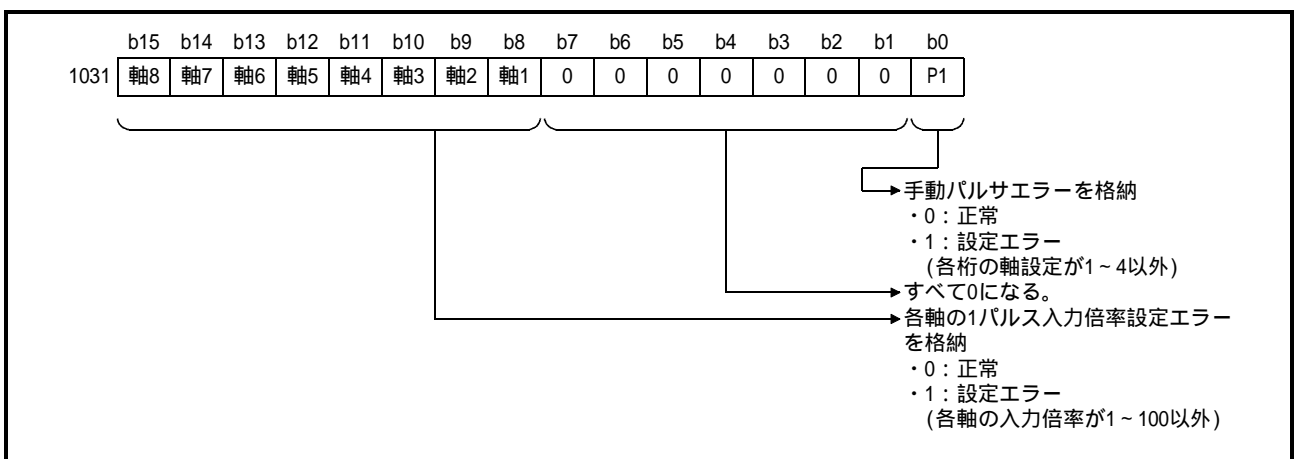 b15 b14 b13 b12 b11 b10 b9 b8 b7 b6 b5 b4 b3 b2 b1 b0
1031 軸8 軸7 軸6 軸5 軸4 軸3 軸2 軸1 0 0 0 0 0 0 0 P1
手動パルサエラーを格納
・0：正常
・1：設定エラー
(各桁の軸設定が1～4以外)
すべて0になる。
各軸の1パルス入力倍率設定エラー
を格納
・0：正常
・1：設定エラー
(各軸の入力倍率が1～100以外)